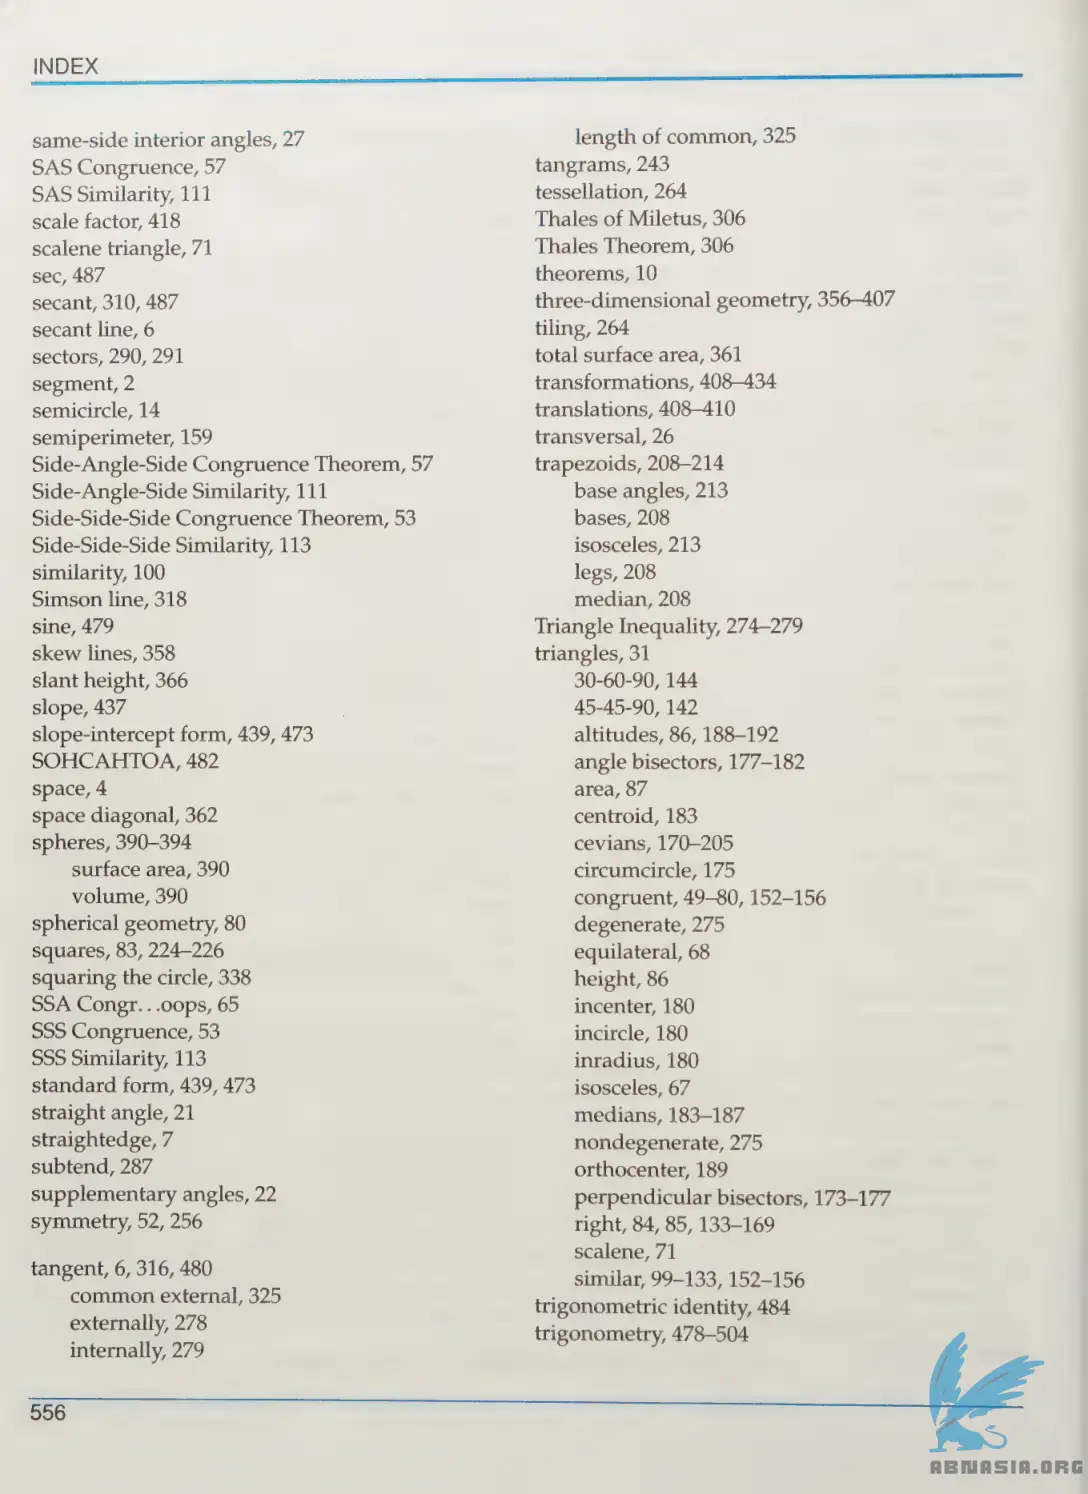 INDEX
same-side interior angles, 27
SAS Congruence, 57
SAS Similarity, 111
scale factor, 418
scalene triangle, 71
sec, 487
secant, 310, 487
secant line, 6
sectors, 290, 291
segment, 2
semicircle, 14
semiperimeter, 159
Side-Angle-Side Congruence Theorem, 57
Side-Angle-Side Similarity, 111
Side-Side-Side Congruence Theorem, 53
Side-Side-Side Similarity, 113
similarity, 100
Simson line, 318
sine, 479
skew lines, 358
slant height, 366
slope, 437
slope-intercept form, 439, 473
SOHCAHTOA, 482
space, 4
space diagonal, 362
spheres, 390–394
surface area, 390
volume, 390
spherical geometry, 80
squares, 83, 224–226
squaring the circle, 338
SSA Congr...oops, 65
SSS Congruence, 53
SSS Similarity, 113
standard form, 439, 473
straight angle, 21
straightedge, 7
subtend, 287
supplementary angles, 22
symmetry, 52, 256
tangent, 6, 316, 480
common external, 325
externally, 278
internally, 279
length of common, 325
tangrams, 243
tessellation, 264
Thales of Miletus, 306
Thales Theorem, 306
theorems, 10
three-dimensional geometry, 356–407
tiling, 264
total surface area, 361
transformations, 408–434
translations, 408–410
transversal, 26
trapezoids, 208–214
base angles, 213
bases, 208
isosceles, 213
legs, 208
median, 208
Triangle Inequality, 274–279
triangles, 31
30-60-90, 144
45-45-90, 142
altitudes, 86, 188–192
angle bisectors, 177–182
area, 87
centroid, 183
cevians, 170–205
circumcircle, 175
congruent, 49–80, 152–156
degenerate, 275
equilateral, 68
height, 86
incenter, 180
incircle, 180
inradius, 180
isosceles, 67
medians, 183–187
nondegenerate, 275
orthocenter, 189
perpendicular bisectors, 173–177
right, 84, 85, 133–169
scalene, 71
similar, 99–133, 152–156
trigonometric identity, 484
trigonometry, 478–504
556
ABNASIA.ORG